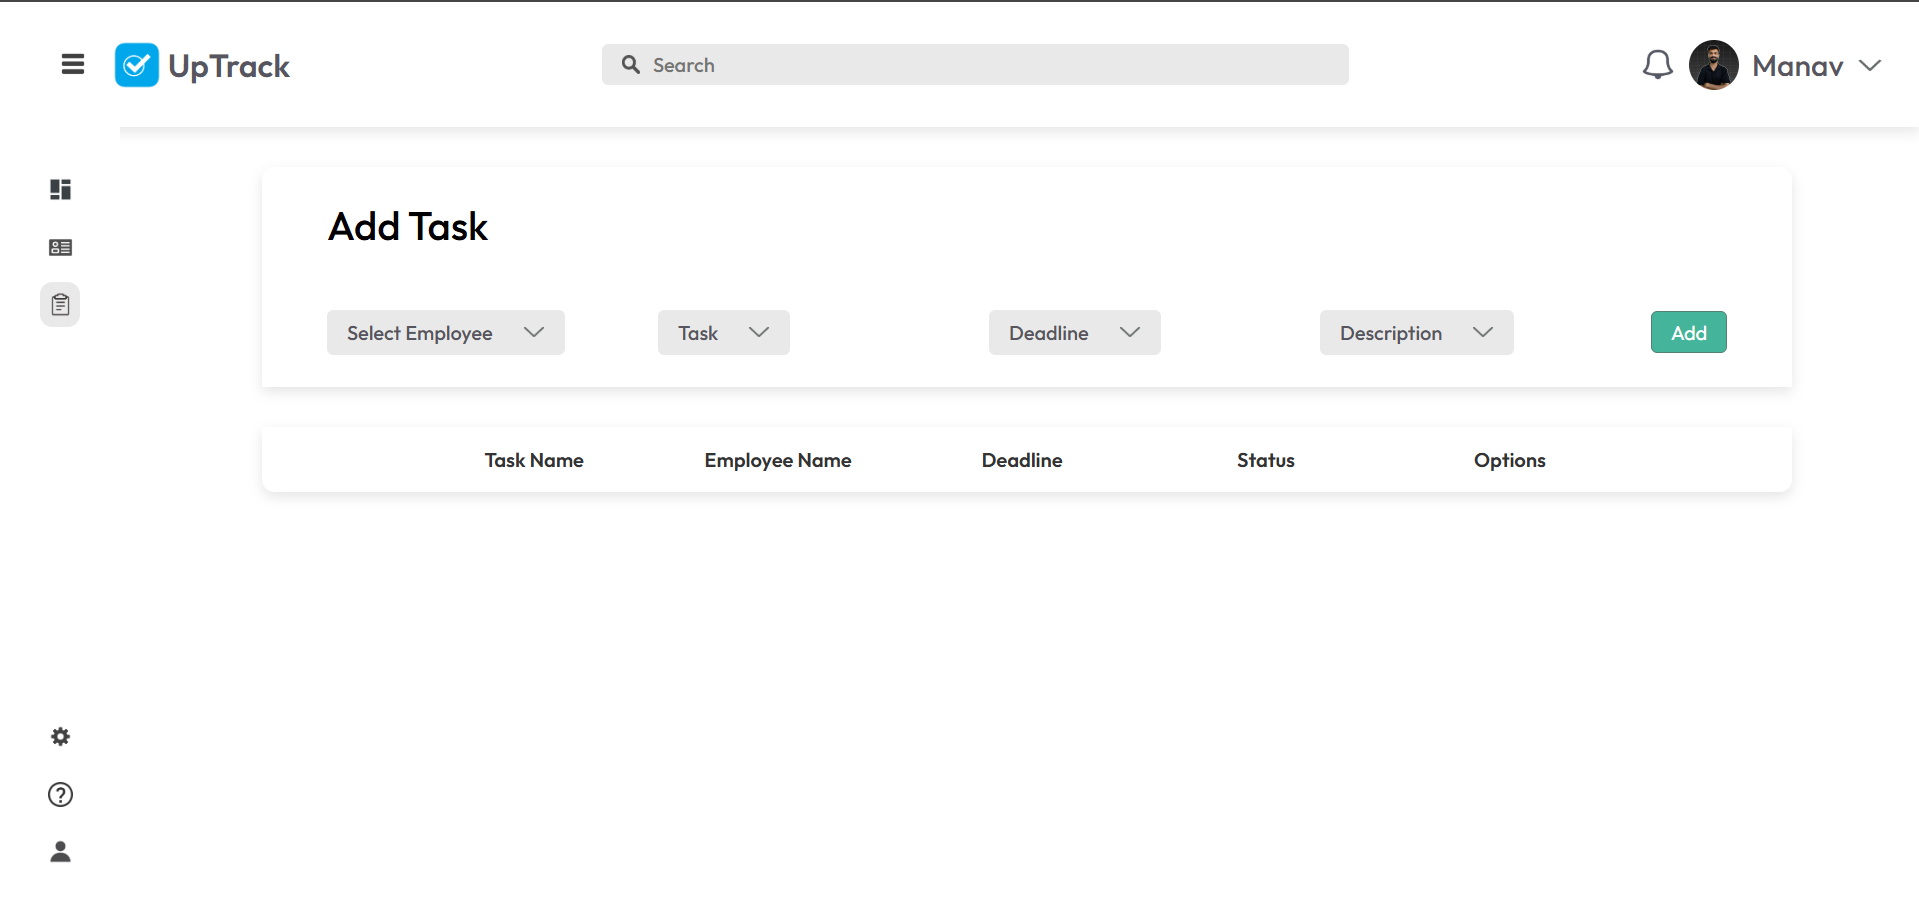 UpTrack
Search
Manav
Add Task
Select Employee
Task
Deadline
Description
Add
Task Name
Employee Name
Deadline
Status
Options